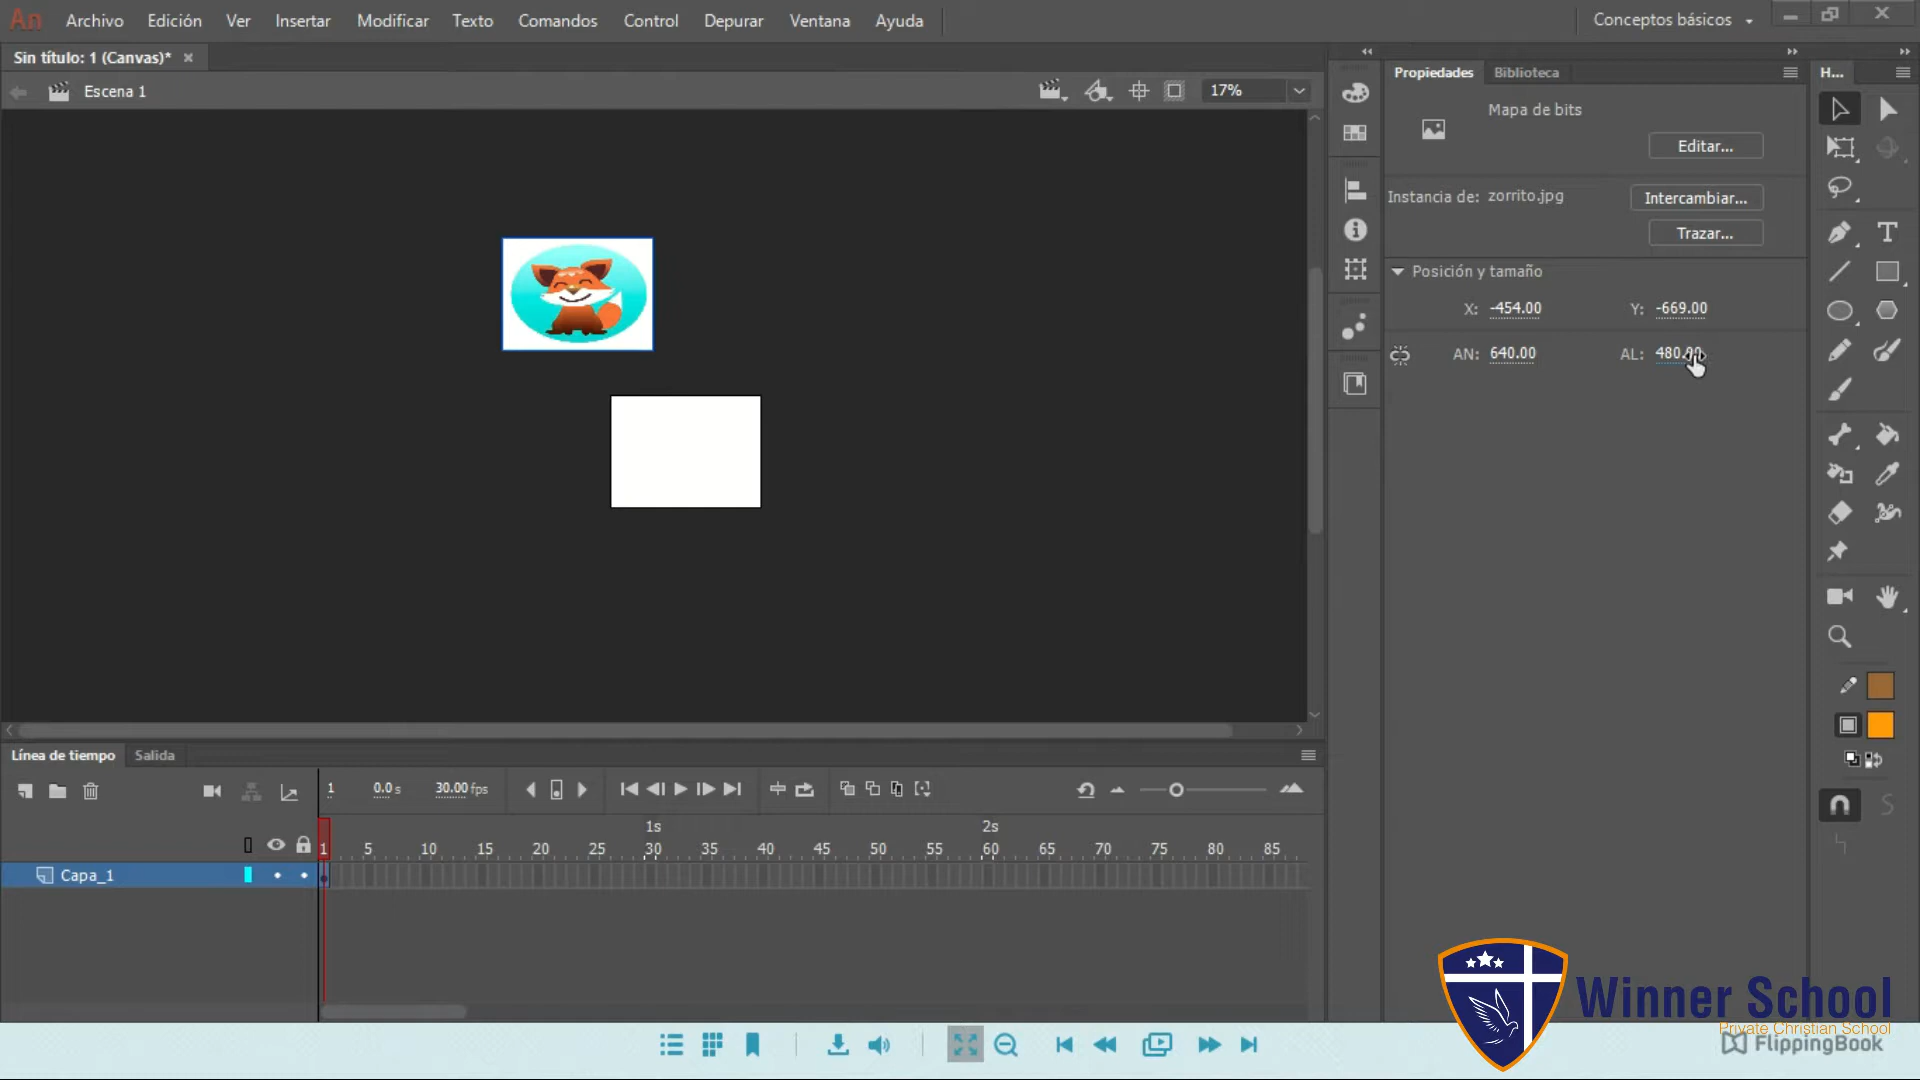 An Archivo Edición Ver Insertar Modificar Texto Comandos Control Depurar Ventana Ayuda Conceptos básicos
Sin título: 1 (Canvas)*
Escena 1 17%
Propiedades Biblioteca H...
Mapa de bits
Editar...
Instancia de: zorrito.jpg Intercambiar...
Trazar...
Posición y tamaño
X: -454.00 Y: -669.00
AN: 640.00 AL: 480.00
Línea de tiempo Salida
1 0.0 s 30.00 fps
1s 2s
1 5 10 15 20 25 30 35 40 45 50 55 60 65 70 75 80 85
Capa_1
Winner School
Private Christian School
FlippingBook